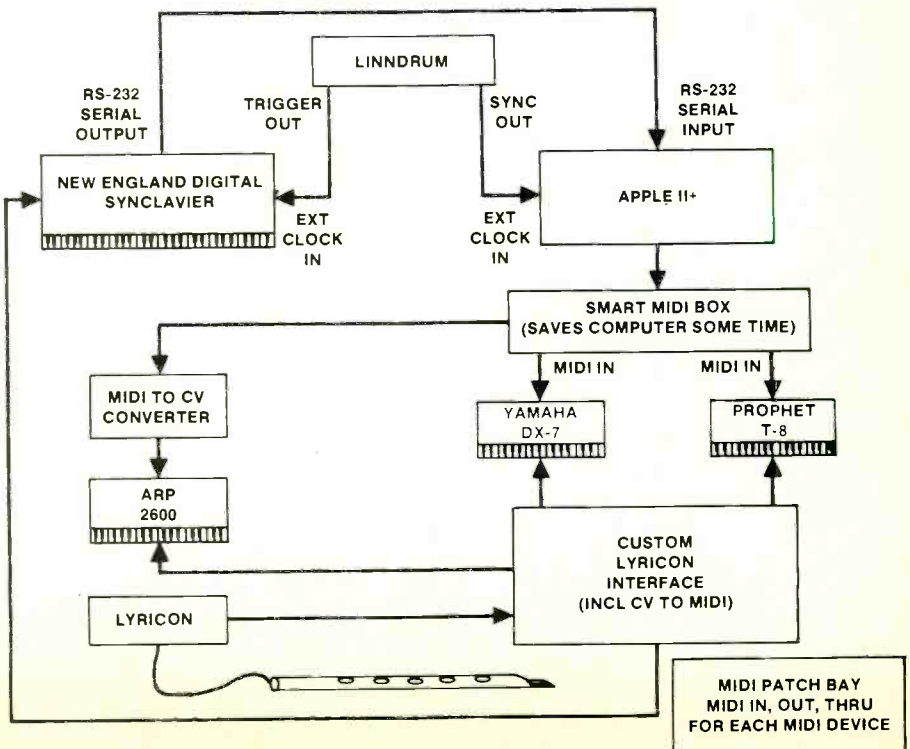 LINNDRUM
RS-232
SERIAL
OUTPUT
TRIGGER
OUT
SYNC
OUT
RS-232
SERIAL
INPUT
NEW ENGLAND DIGITAL
SYNCLAVIER
EXT
CLOCK
IN
EXT
CLOCK
IN
APPLE II+
SMART MIDI BOX
(SAVES COMPUTER SOME TIME)
MIDI IN
MIDI IN
MIDI TO CV
CONVERTER
YAMAHA
DX-7
PROPHET
T-8
ARP
2600
CUSTOM
LYRICON
INTERFACE
(INCL CV TO MIDI)
LYRICON
MIDI PATCH BAY
MIDI IN, OUT, THRU
FOR EACH MIDI DEVICE